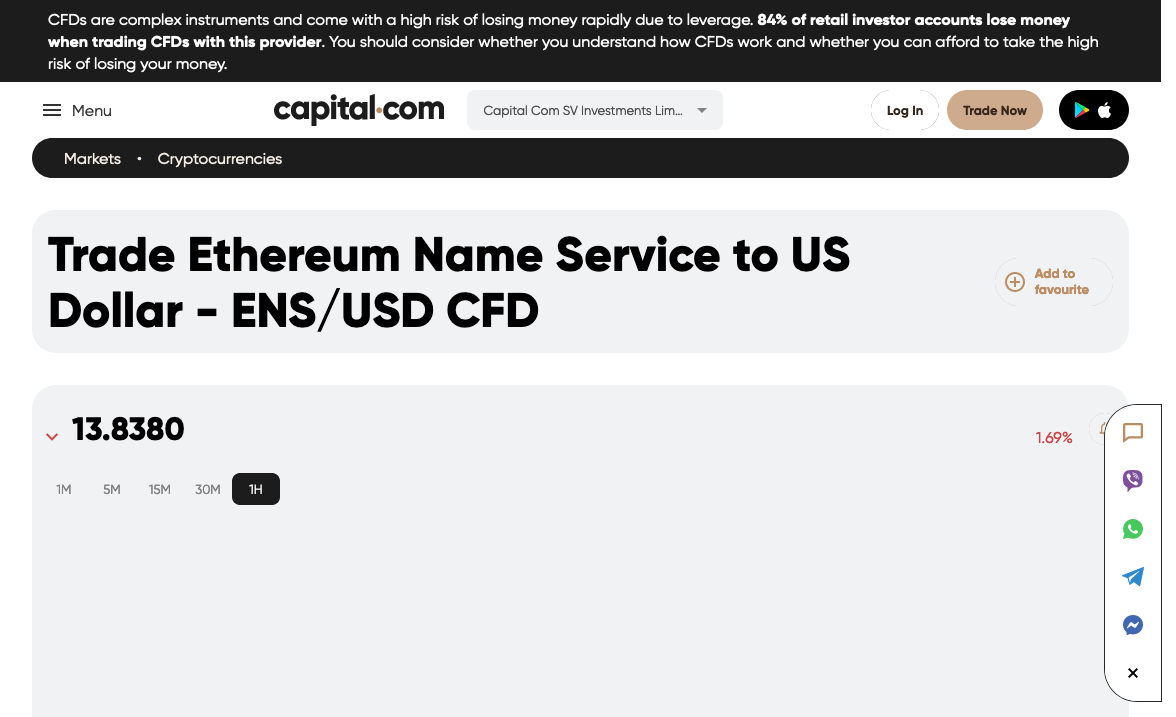 CFDs are complex instruments and come with a high risk of losing money rapidly due to leverage. 84% of retail investor accounts lose money
when trading CFDs with this provider. You should consider whether you understand how CFDs work and whether you can afford to take the high
risk of losing your money.
Menu
capital.com
Capital Com SV Investments Lim...
Log In
Trade Now
Markets • Cryptocurrencies
Trade Ethereum Name Service to US
Dollar - ENS/USD CFD
Add to
favourite
13.8380
1.69%
1M 5M 15M 30M 1H